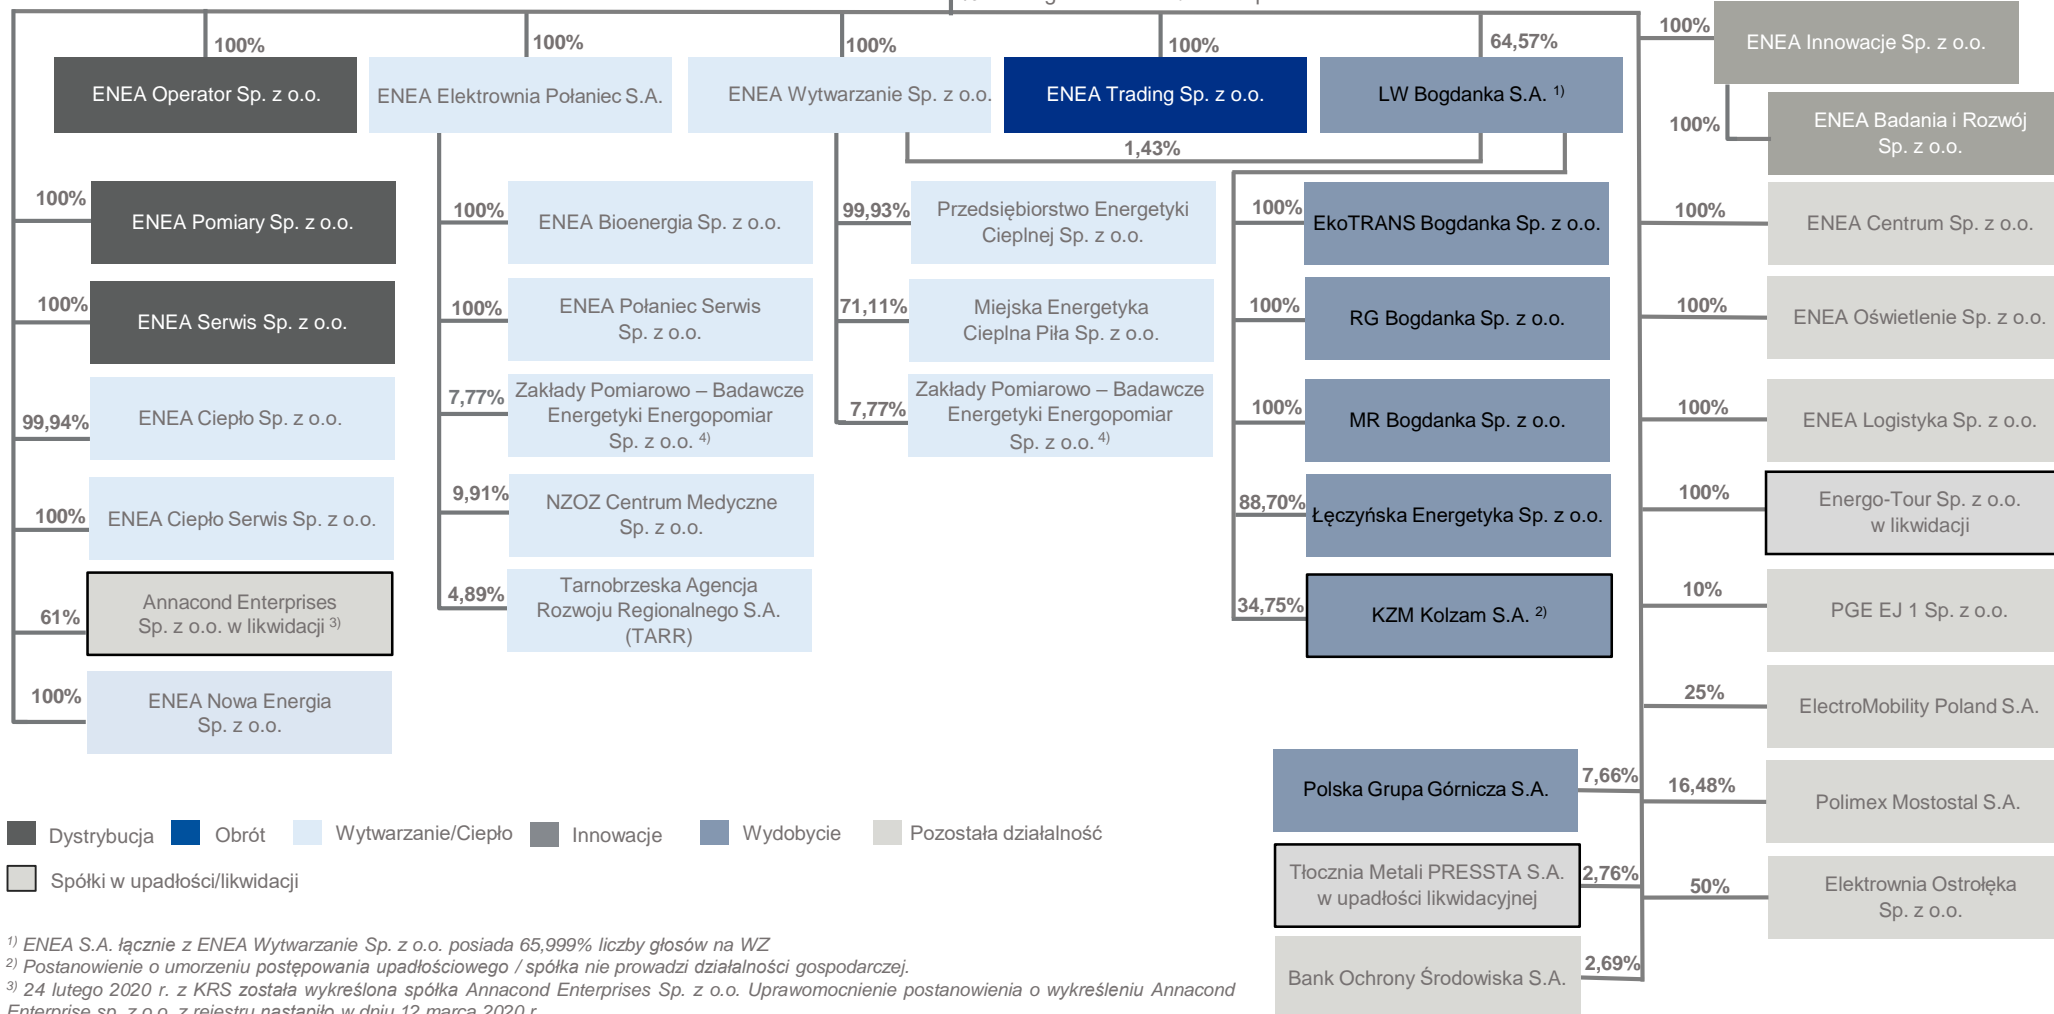 100%
100%
100%
100%
64,57%
100%
ENEA Innowacje Sp. z o.o.
ENEA Operator Sp. z o.o.
ENEA Elektrownia Połaniec S.A.
ENEA Wytwarzanie Sp. z o.o.
ENEA Trading Sp. z o.o.
LW Bogdanka S.A. 1)
100%
ENEA Badania i Rozwój
Sp. z o.o.
1,43%
100%
ENEA Pomiary Sp. z o.o.
100%
ENEA Serwis Sp. z o.o.
99,94%
ENEA Ciepło Sp. z o.o.
100%
ENEA Ciepło Serwis Sp. z o.o.
61%
Annacond Enterprises
Sp. z o.o. w likwidacji 3)
100%
ENEA Nowa Energia
Sp. z o.o.
100%
ENEA Bioenergia Sp. z o.o.
100%
ENEA Połaniec Serwis
Sp. z o.o.
7,77%
Zakłady Pomiarowo – Badawcze
Energetyki Energopomiar
Sp. z o.o. 4)
9,91%
NZOZ Centrum Medyczne
Sp. z o.o.
4,89%
Tarnobrzeska Agencja
Rozwoju Regionalnego S.A.
(TARR)
99,93%
Przedsiębiorstwo Energetyki
Cieplnej Sp. z o.o.
71,11%
Miejska Energetyka
Cieplna Piła Sp. z o.o.
7,77%
Zakłady Pomiarowo – Badawcze
Energetyki Energopomiar
Sp. z o.o. 4)
100%
EkoTRANS Bogdanka Sp. z o.o.
100%
RG Bogdanka Sp. z o.o.
100%
MR Bogdanka Sp. z o.o.
88,70%
Łęczyńska Energetyka Sp. z o.o.
34,75%
KZM Kolzam S.A. 2)
100%
ENEA Centrum Sp. z o.o.
100%
ENEA Oświetlenie Sp. z o.o.
100%
ENEA Logistyka Sp. z o.o.
100%
Energo-Tour Sp. z o.o.
w likwidacji
10%
PGE EJ 1 Sp. z o.o.
25%
ElectroMobility Poland S.A.
16,48%
Polimex Mostostal S.A.
50%
Elektrownia Ostrołęka
Sp. z o.o.
Polska Grupa Górnicza S.A.
7,66%
Tłocznia Metali PRESSTA S.A.
w upadłości likwidacyjnej
2,76%
Bank Ochrony Środowiska S.A.
2,69%
Dystrybucja
Obrót
Wytwarzanie/Ciepło
Innowacje
Wydobycie
Pozostała działalność
Spółki w upadłości/likwidacji
1) ENEA S.A. łącznie z ENEA Wytwarzanie Sp. z o.o. posiada 65,999% liczby głosów na WZ
2) Postanowienie o umorzeniu postępowania upadłościowego / spółka nie prowadzi działalności gospodarczej.
3) 24 lutego 2020 r. z KRS została wykreślona spółka Annacond Enterprises Sp. z o.o. Uprawomocnienie postanowienia o wykreśleniu Annacond
Enterprise sp. z o.o. z rejestru nastąpiło w dniu 12 marca 2020 r.